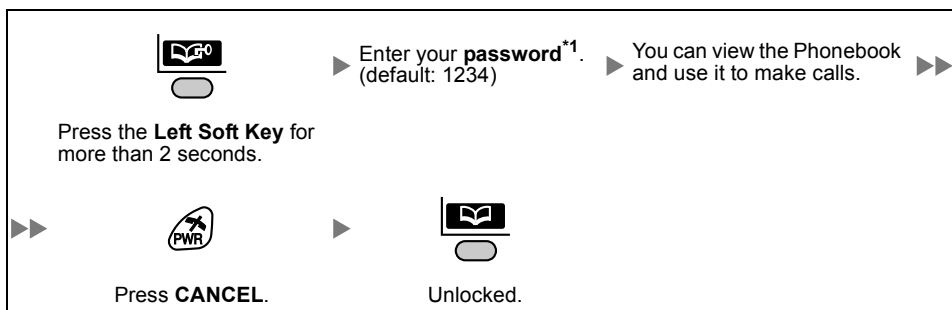 Enter your password*1.
(default: 1234)
You can view the Phonebook
and use it to make calls.
Press the Left Soft Key for
more than 2 seconds.
PWR
Press CANCEL.
Unlocked.